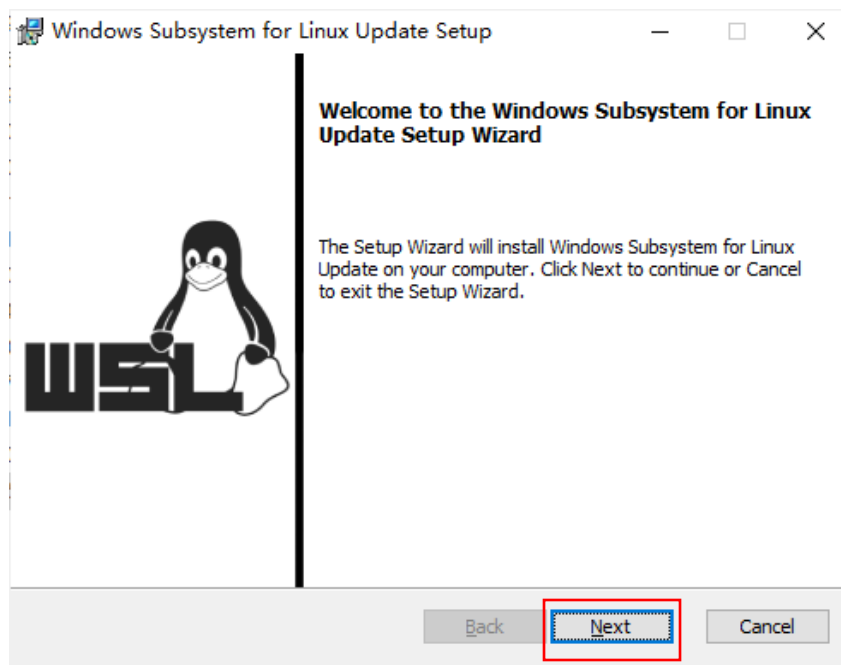 Windows Subsystem for Linux Update Setup
Welcome to the Windows Subsystem for Linux
Update Setup Wizard
The Setup Wizard will install Windows Subsystem for Linux
Update on your computer. Click Next to continue or Cancel
to exit the Setup Wizard.
WSL
Back Next Cancel